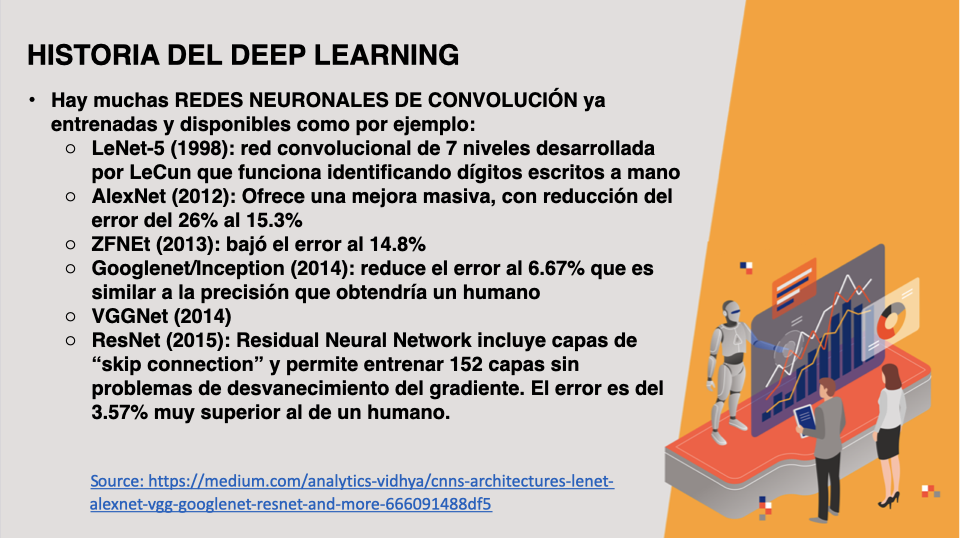 HISTORIA DEL DEEP LEARNING
• Hay muchas REDES NEURONALES DE CONVOLUCIÓN ya
entrenadas y disponibles como por ejemplo:
○ LeNet-5 (1998): red convolucional de 7 niveles desarrollada
por LeCun que funciona identificando dígitos escritos a mano
○ AlexNet (2012): Ofrece una mejora masiva, con reducción del
error del 26% al 15.3%
○ ZFNEt (2013): bajó el error al 14.8%
○ Googlenet/Inception (2014): reduce el error al 6.67% que es
similar a la precisión que obtendría un humano
○ VGGNet (2014)
○ ResNet (2015): Residual Neural Network incluye capas de
“skip connection” y permite entrenar 152 capas sin
problemas de desvanecimiento del gradiente. El error es del
3.57% muy superior al de un humano.
Source: https://medium.com/analytics-vidhya/cnns-architectures-lenet-
alexnet-vgg-googlenet-resnet-and-more-666091488df5